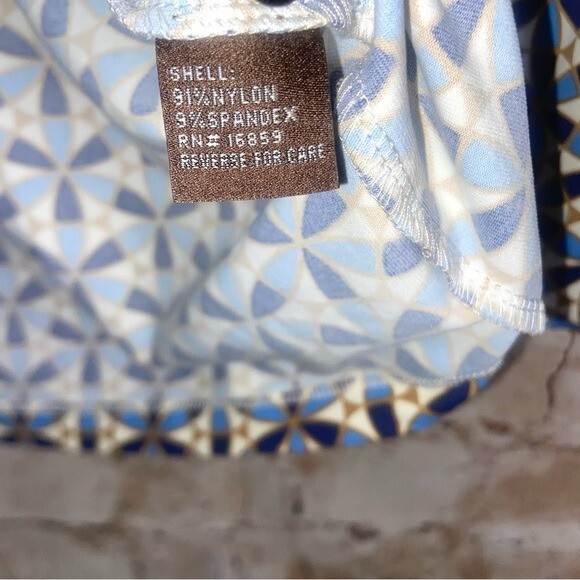 SHELL:
91%NYLON
9%SPANDEX
RN# 16859
REVERSE FOR CARE